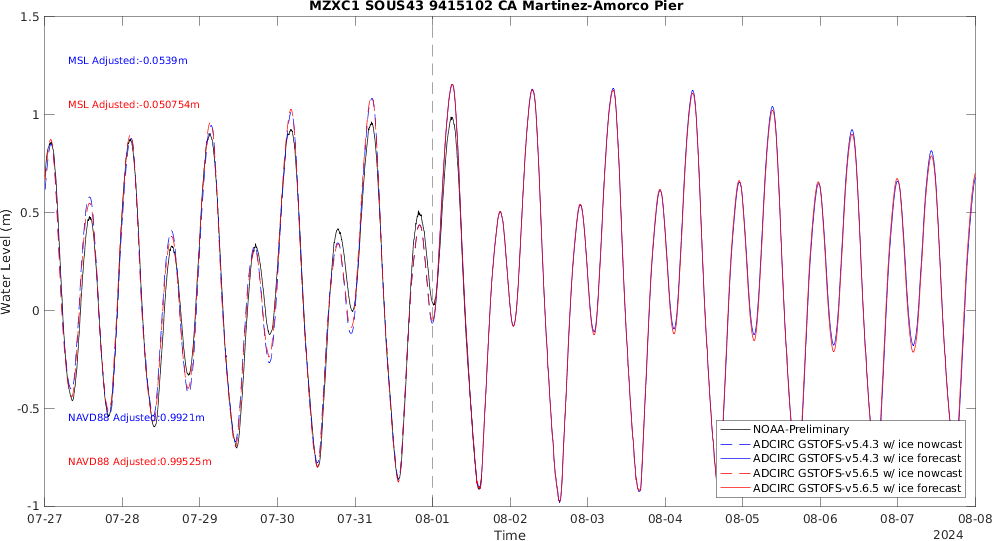 MZXC1 SOUS43 9415102 CA Martinez-Amorco Pier
1.5
1
0.5
0
-0.5
-1
Water Level (m)
MSL Adjusted:-0.0539m
MSL Adjusted:-0.050754m
NAVD88 Adjusted:0.9921m
NAVD88 Adjusted:0.99525m
NOAA-Preliminary
ADCIRC GSTOFS-v5.4.3 w/ ice nowcast
ADCIRC GSTOFS-v5.4.3 w/ ice forecast
ADCIRC GSTOFS-v5.6.5 w/ ice nowcast
ADCIRC GSTOFS-v5.6.5 w/ ice forecast
07-27 07-28 07-29 07-30 07-31 08-01 08-02 08-03 08-04 08-05 08-06 08-07 08-08
Time
2024